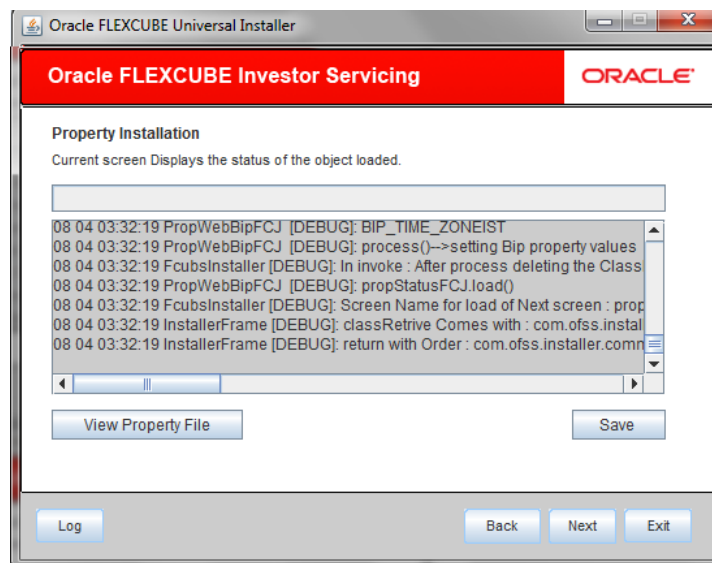 Oracle FLEXCUBE Universal Installer
Oracle FLEXCUBE Investor Servicing
ORACLE
Property Installation
Current screen Displays the status of the object loaded.
08 04 03:32:19 PropWebBipFCJ [DEBUG]: BIP_TIME_ZONEIST
08 04 03:32:19 PropWebBipFCJ [DEBUG]: process()-->setting Bip property values
08 04 03:32:19 FcubsInstaller [DEBUG]: In invoke : After process deleting the Class
08 04 03:32:19 PropWebBipFCJ [DEBUG]: propStatusFCJ.load()
08 04 03:32:19 FcubsInstaller [DEBUG]: Screen Name for load of Next screen : prop
08 04 03:32:19 InstallerFrame [DEBUG]: classRetrive Comes with : com.ofss.instal
08 04 03:32:19 InstallerFrame [DEBUG]: return with Order : com.ofss.installer.comn
View Property File Save
Log Back Next Exit